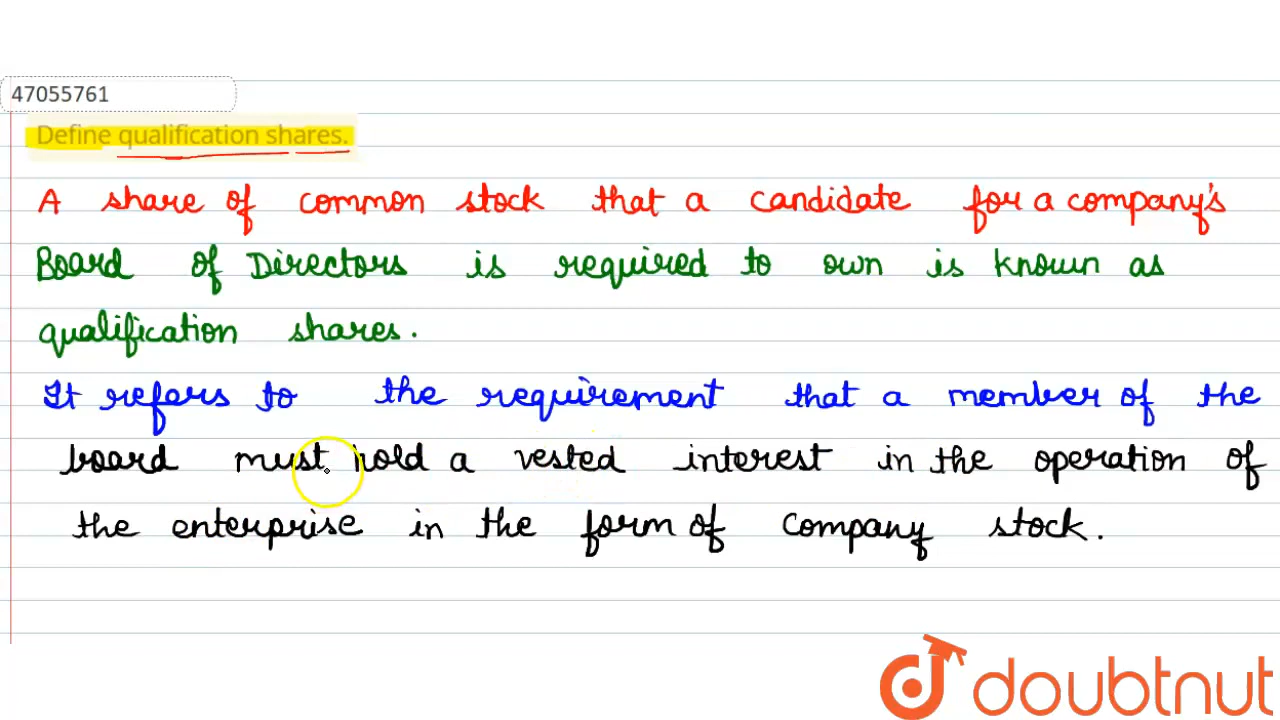 47055761
Define qualification shares.
A share of common stock that a candidate for a company's
Board of Directors is required to own is known as
qualification shares.
It refers to the requirement that a member of the
board must hold a vested interest in the operation of
the enterprise in the form of company stock.
doubtnut